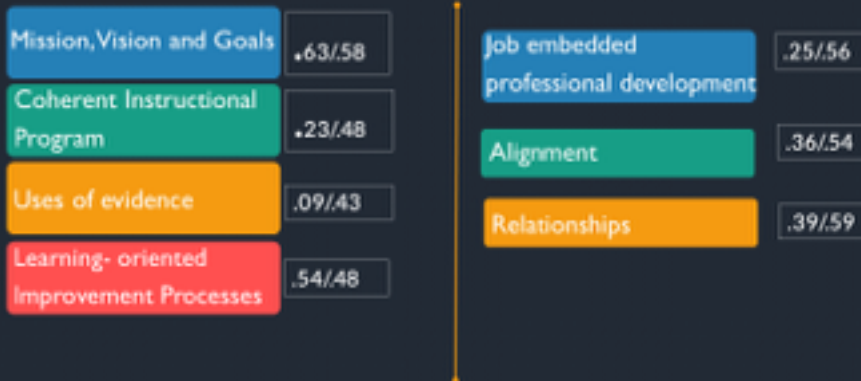 Mission, Vision and Goals
.63/.58
Coherent Instructional
Program
.23/.48
Uses of evidence
.09/.43
Learning- oriented
Improvement Processes
.54/.48
Job embedded
professional development
.25/.56
Alignment
.36/.54
Relationships
.39/.59